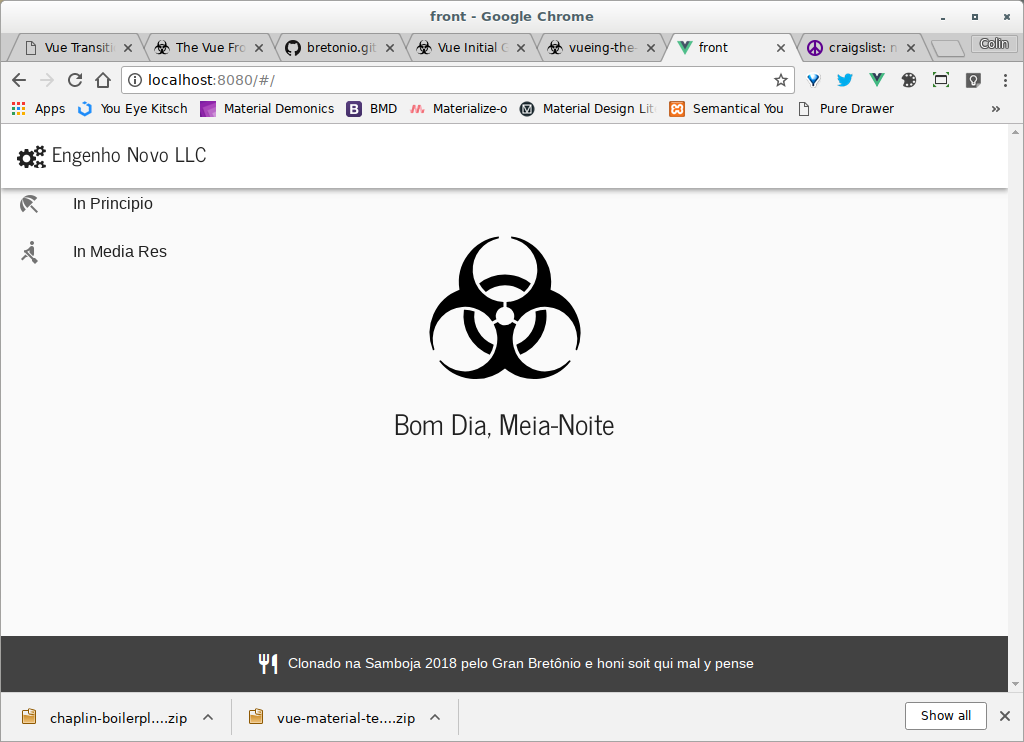 front - Google Chrome
Vue Transiti
The Vue Fro
bretonio.git
Vue Initial G
vueing-the-
front
craigslist: n
Colin
localhost:8080/#/
Apps
You Eye Kitsch
Material Demonics
B
BMD
Materialize-o
Material Design Lit
Semantical You
Pure Drawer
»
Engenho Novo LLC
In Principio
In Media Res
Bom Dia, Meia-Noite
Clonado na Samboja 2018 pelo Gran Bretônio e honi soit qui mal y pense
chaplin-boilerpl....zip
vue-material-te....zip
Show all